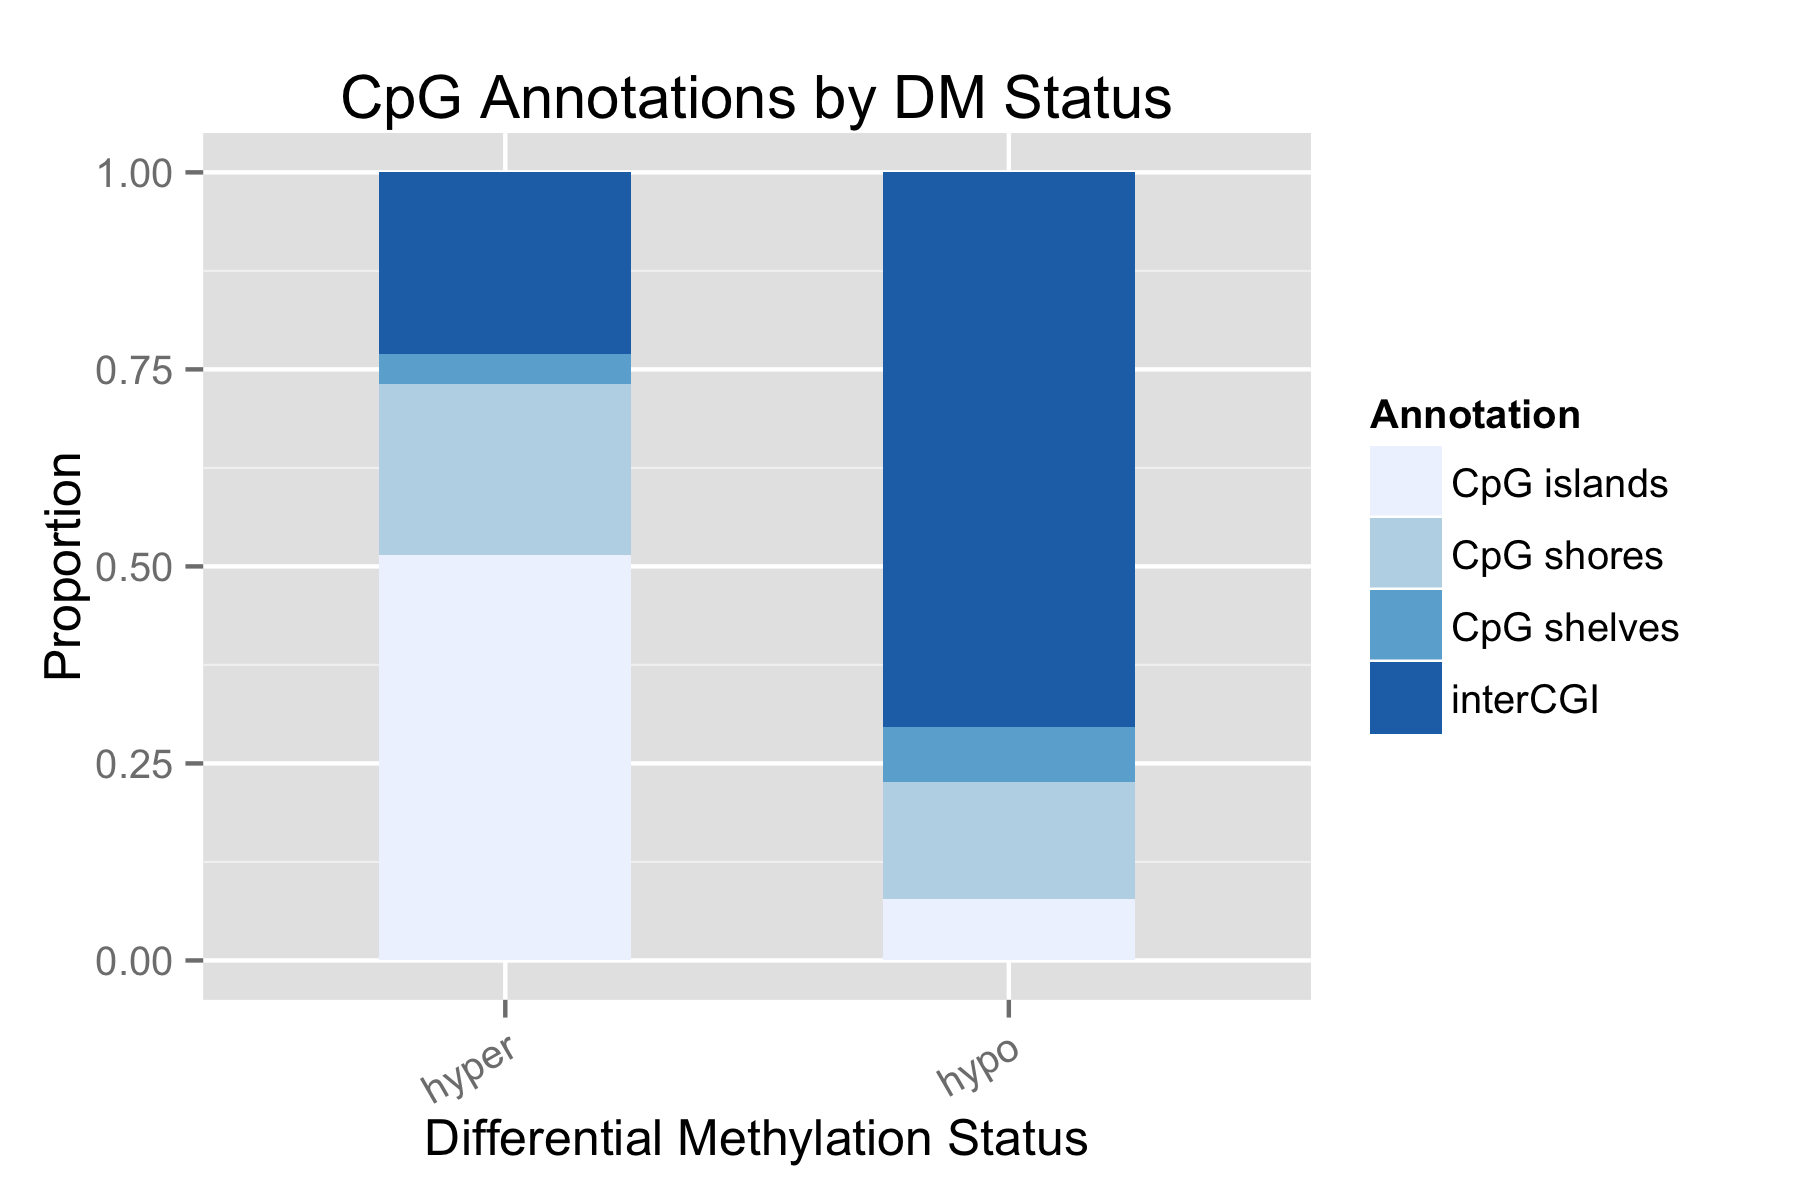 CpG Annotations by DM Status
1.00
0.75
0.50
0.25
0.00
Proportion
hyper
hypo
Differential Methylation Status
Annotation
CpG islands
CpG shores
CpG shelves
interCGI